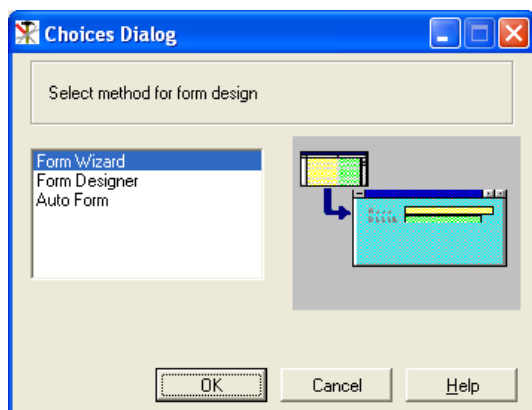 Choices Dialog
Select method for form design
Form Wizard
Form Designer
Auto Form
OK
Cancel
Help